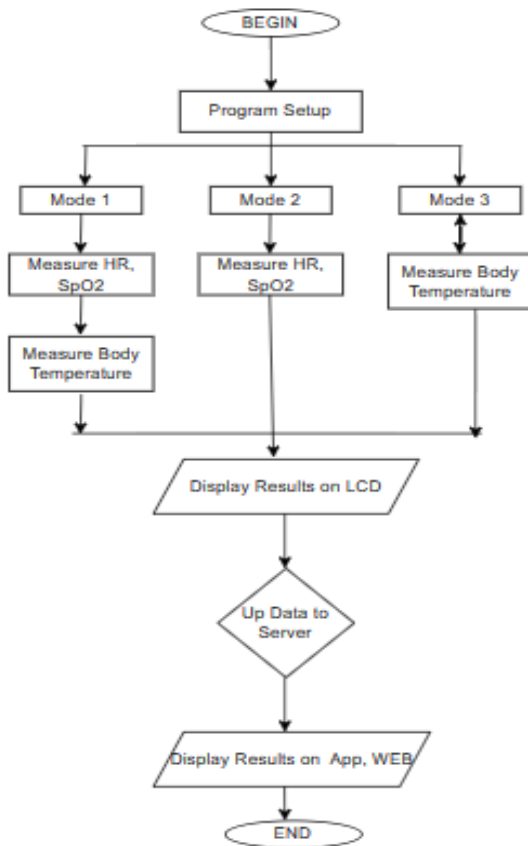 BEGIN
Program Setup
Mode 1
Mode 2
Mode 3
Measure HR,
SpO2
Measure HR,
SpO2
Measure Body
Temperature
Measure Body
Temperature
Display Results on LCD
Up Data to
Server
Display Results on App, WEB
END